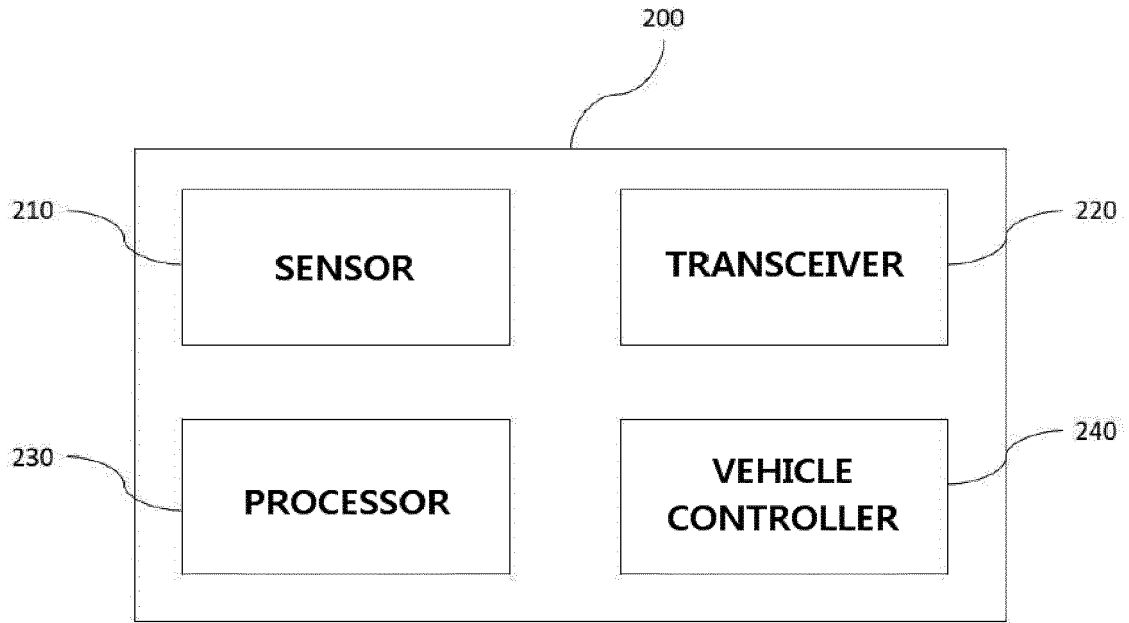 200
210
SENSOR
TRANSCEIVER
220
230
PROCESSOR
VEHICLE
CONTROLLER
240